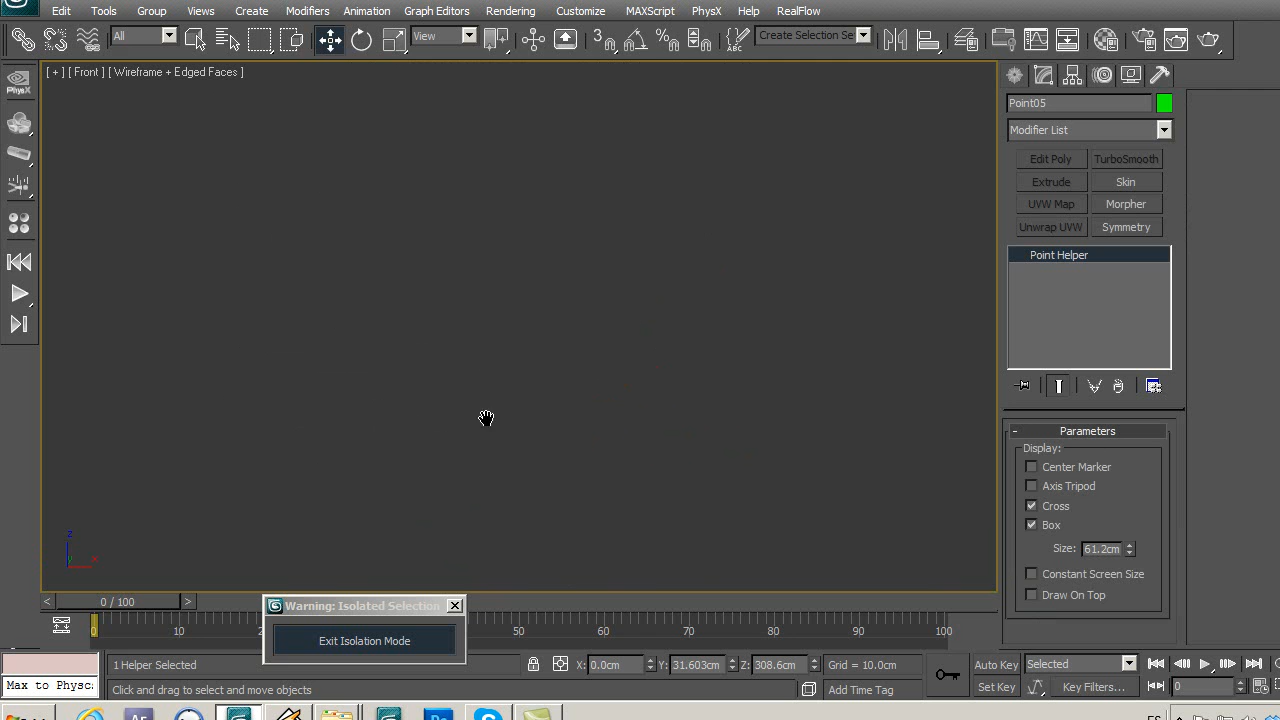 Edit Tools Group Views Create Modifiers Animation Graph Editors Rendering Customize MAXScript PhysX Help RealFlow
All View 3 Create Selection Se
[ + ] [ Front ] [ Wireframe + Edged Faces ]
PhysX
Point05
Modifier List
Edit Poly TurboSmooth
Extrude Skin
UVW Map Morpher
Unwrap UVW Symmetry
Point Helper
- Parameters
Display:
Center Marker
Axis Tripod
Cross
Box
Size: 61.2cm
Constant Screen Size
Draw On Top
z
x
< 0 / 100 >
Warning: Isolated Selection
Exit Isolation Mode
0 10 50 60 70 80 90 100
1 Helper Selected X: 0.0cm Y: 31.603cm Z: 308.6cm Grid = 10.0cm Auto Key Selected
Max to Physc: Click and drag to select and move objects Add Time Tag Set Key Key Filters... 0